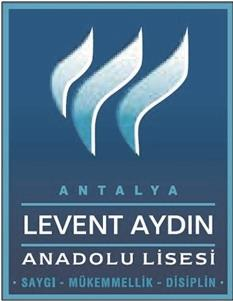 ANTALYA
LEVENT AYDIN
ANADOLU LİSESİ
· SAYGI - MÜKEMMELLİK - DİSİPLİN ·